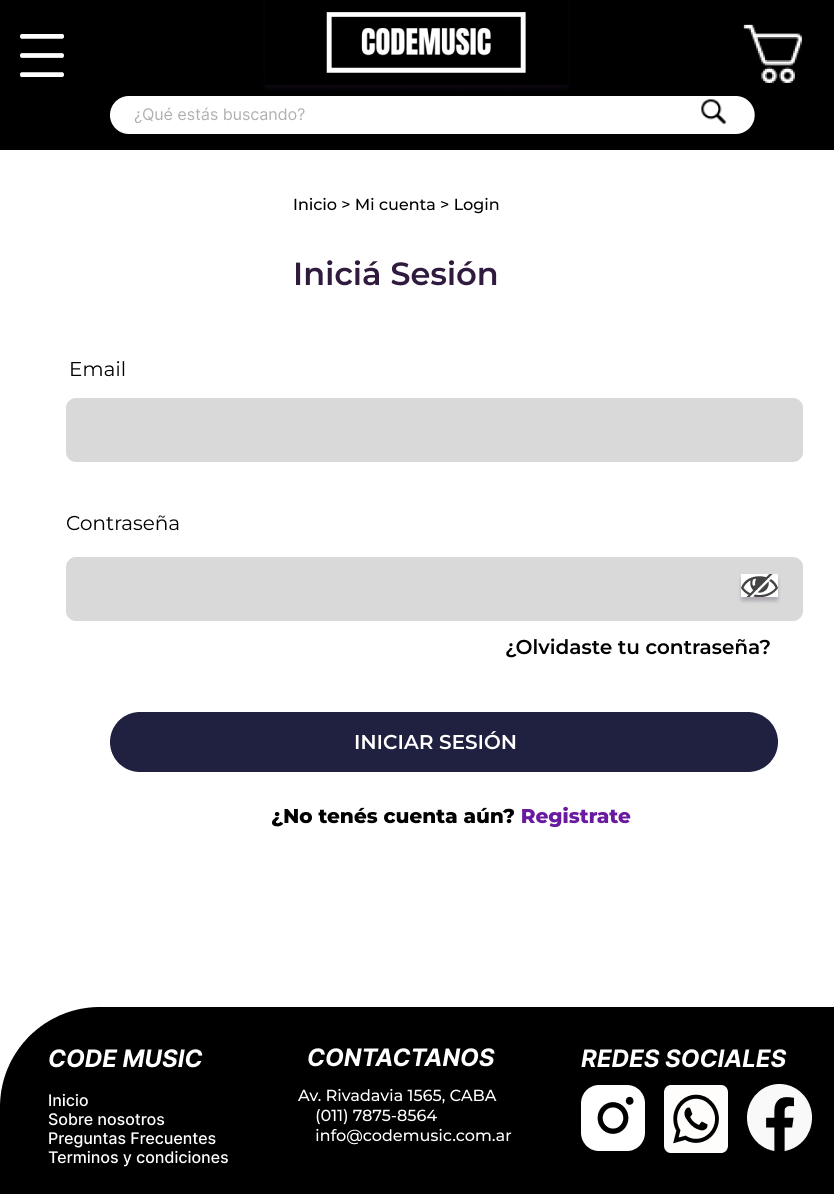 CODEMUSIC
¿Qué estás buscando?
Inicio > Mi cuenta > Login
Iniciá Sesión
Email
Contraseña
¿Olvidaste tu contraseña?
INICIAR SESIÓN
¿No tenés cuenta aún? Registrate
CODE MUSIC
Inicio
Sobre nosotros
Preguntas Frecuentes
Terminos y condiciones
CONTACTANOS
Av. Rivadavia 1565, CABA
(011) 7875-8564
info@codemusic.com.ar
REDES SOCIALES